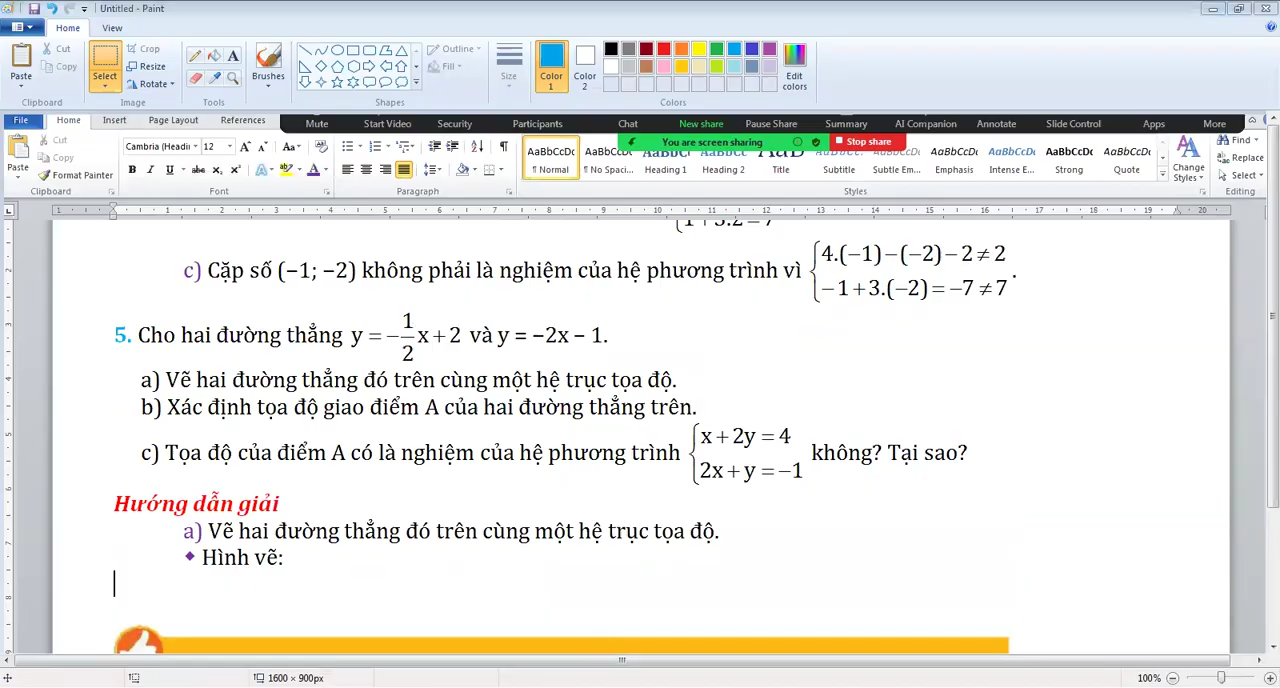 Untitled - Paint
Home View
Cut
Copy
Paste
Crop
Resize
Rotate
Select
Brushes
Outline
Fill
Size
Color 1
Color 2
Edit colors
Clipboard Image Tools Shapes Colors
File Home Insert Page Layout References
Mute Start Video Security Participants Chat New share Pause Share Summary AI Companion Annotate Slide Control Apps More
You are screen sharing Stop share
Cut
Copy
Format Painter
Paste
Cambria (Headi 12
AaBbCcDc ¶ Normal
¶ No Spaci...
Heading 1
Heading 2
Title
Subtitle
Subtle Em...
Emphasis
Intense E...
Strong
Quote
Change Styles
Find
Replace
Select
Clipboard Font Paragraph Styles Editing
c) Cặp số (−1; −2) không phải là nghiệm của hệ phương trình vì { 4.(−1) − (−2) − 2 ≠ 2
−1 + 3.(−2) = −7 ≠ 7 .
5. Cho hai đường thẳng y = −1/2x + 2 và y = −2x − 1.
a) Vẽ hai đường thẳng đó trên cùng một hệ trục tọa độ.
b) Xác định tọa độ giao điểm A của hai đường thẳng trên.
c) Tọa độ của điểm A có là nghiệm của hệ phương trình { x + 2y = 4
2x + y = −1 không? Tại sao?
Hướng dẫn giải
a) Vẽ hai đường thẳng đó trên cùng một hệ trục tọa độ.
Hình vẽ:
1600 × 900px
100%